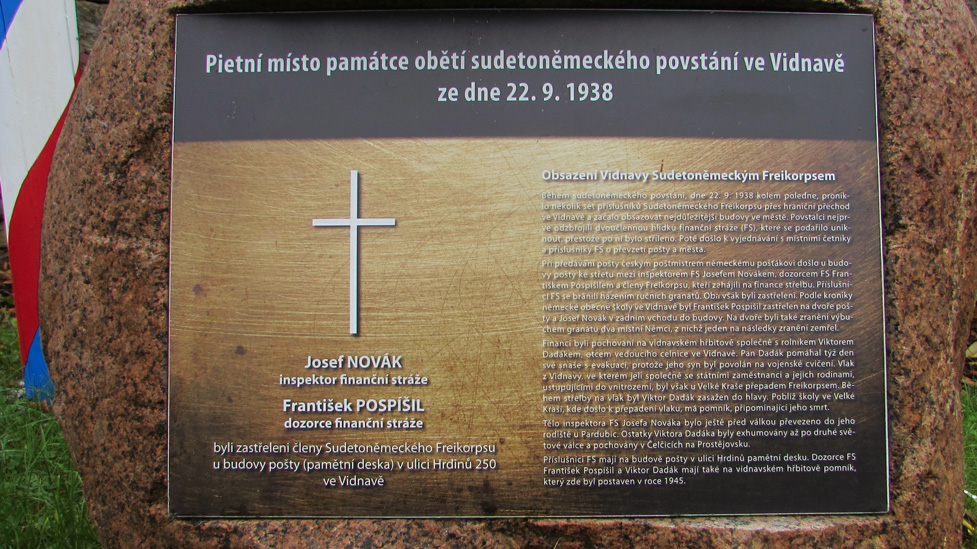 Pietní místo památce obětí sudetoněmeckého povstání ve Vidnavě
ze dne 22. 9. 1938
Josef NOVÁK
inspektor finanční stráže
František POSPÍŠIL
dozorce finanční stráže
byli zastřeleni členy Sudetoněmeckého Freikorpsu
u budovy pošty (pamětní deska) v ulici Hrdinů 250
ve Vidnavě
Obsazení Vidnavy Sudetoněmeckým Freikorpsem
Během sudetoněmeckého povstání, dne 22. 9. 1938 kolem poledne, pronik-
lo několik set příslušníků Sudetoněmeckého Freikorpsu přes hraniční přechod
ve Vidnavě a začalo obsazovat nejdůležitější budovy ve městě. Povstalci nejpr-
ve odzbrojili dvoučlennou hlídku finanční stráže (FS), které se podařilo unik-
nout, přestože po ní bylo stříleno. Poté došlo k vyjednávání s místními četníky
a příslušníky FS o převzetí pošty a města.
Při předávání pošty českým poštmistrem německému pošťákovi došlo u budo-
vy pošty ke střetu mezi inspektorem FS Josefem Novákem, dozorcem FS Fran-
tiškem Pospíšilem a členy Freikorpsu, kteří zahájili na finance střelbu. Příslušní-
ci FS se bránili házením ručních granátů. Oba však byli zastřeleni. Podle kroniky
německé obecné školy ve Vidnavě byl František Pospíšil zastřelen na dvoře poš-
ty a Josef Novák v zadním vchodu do budovy. Na dvoře byli také zraněni výbu-
chem granátu dva místní Němci, z nichž jeden na následky zranění zemřel.
Financi byli pochováni na vidnavském hřbitově společně s rolníkem Viktorem
Dadákem, otcem vedoucího celnice ve Vidnavě. Pan Dadák pomáhal týž den
své snaše s evakuací, protože jeho syn byl povolán na vojenské cvičení. Vlak
z Vidnavy, ve kterém jeli společně se státními zaměstnanci a jejich rodinami,
ustupujícími do vnitrozemí, byl však u Velké Kraše přepadem Freikorpsem. Bě-
hem střelby na vlak byl Viktor Dadák zasažen do hlavy. Poblíž školy ve Velké
Kraši, kde došlo k přepadení vlaku, má pomník, připomínající jeho smrt.
Tělo inspektora FS Josefa Nováka bylo ještě před válkou převezeno do jeho
rodiště u Pardubic. Ostatky Viktora Dadáka byly exhumovány až po druhé svě-
tové válce a pochovány v Čelčicích na Prostějovsku.
Příslušníci FS mají na budově pošty v ulici Hrdinů pamětní desku. Dozorce FS
František Pospíšil a Viktor Dadák mají také na vidnavském hřbitově pomník,
který zde byl postaven v roce 1945.